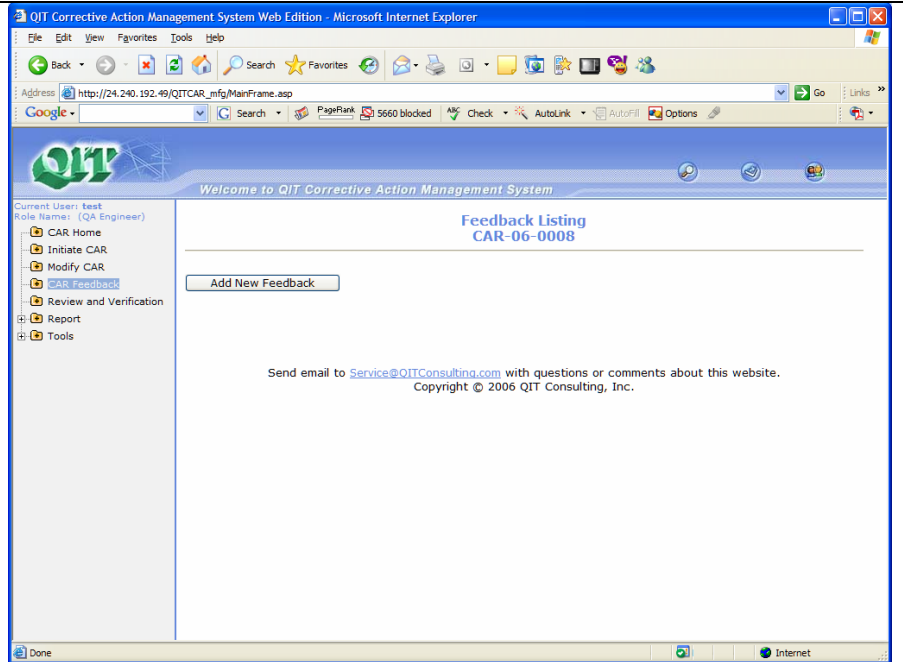 QIT Corrective Action Management System Web Edition - Microsoft Internet Explorer
File Edit View Favorites Tools Help
Back Search Favorites
Address http://24.240.192.49/QITCAR_mfg/MainFrame.asp Go Links »
Google Search PageRank 5660 blocked ABC Check AutoLink AutoFill Options
QIT
Welcome to QIT Corrective Action Management System
Current User: test
Role Name: (QA Engineer)
CAR Home
Initiate CAR
Modify CAR
CAR Feedback
Review and Verification
Report
Tools
Feedback Listing
CAR-06-0008
Add New Feedback
Send email to Service@QITConsulting.com with questions or comments about this website.
Copyright © 2006 QIT Consulting, Inc.
Done Internet